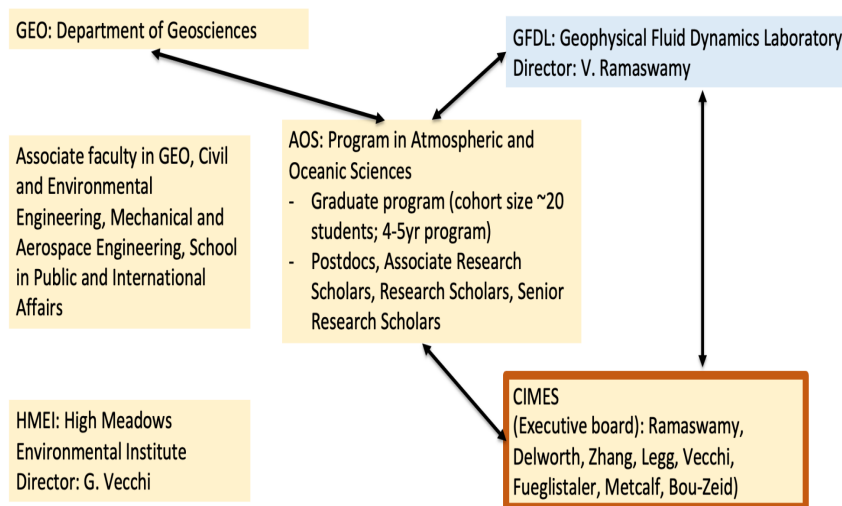 GEO: Department of Geosciences
GFDL: Geophysical Fluid Dynamics Laboratory
Director: V. Ramaswamy
AOS: Program in Atmospheric and
Oceanic Sciences
- Graduate program (cohort size ~20
students; 4-5yr program)
- Postdocs, Associate Research
Scholars, Research Scholars, Senior
Research Scholars
Associate faculty in GEO, Civil
and Environmental
Engineering, Mechanical and
Aerospace Engineering, School
in Public and International
Affairs
HMEI: High Meadows
Environmental Institute
Director: G. Vecchi
CIMES
(Executive board): Ramaswamy,
Delworth, Zhang, Legg, Vecchi,
Fueglistaler, Metcalf, Bou-Zeid)